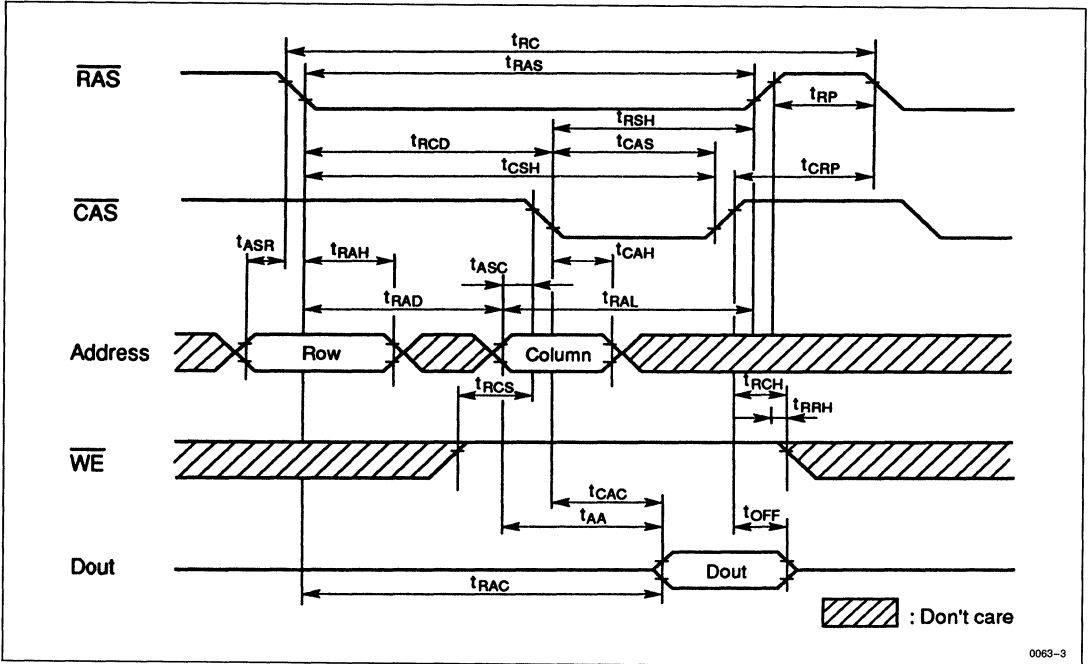 tRC
RAS
tRAS
tRP
tRSH
tRCD
tCAS
tCSH
tCRP
CAS
tASR
tRAH
tASC
tCAH
tRAD
tRAL
Address
Row
Column
tRCS
tRCH
tRRH
WE
tCAC
tAA
tOFF
Dout
Dout
tRAC
: Don't care
0063-3